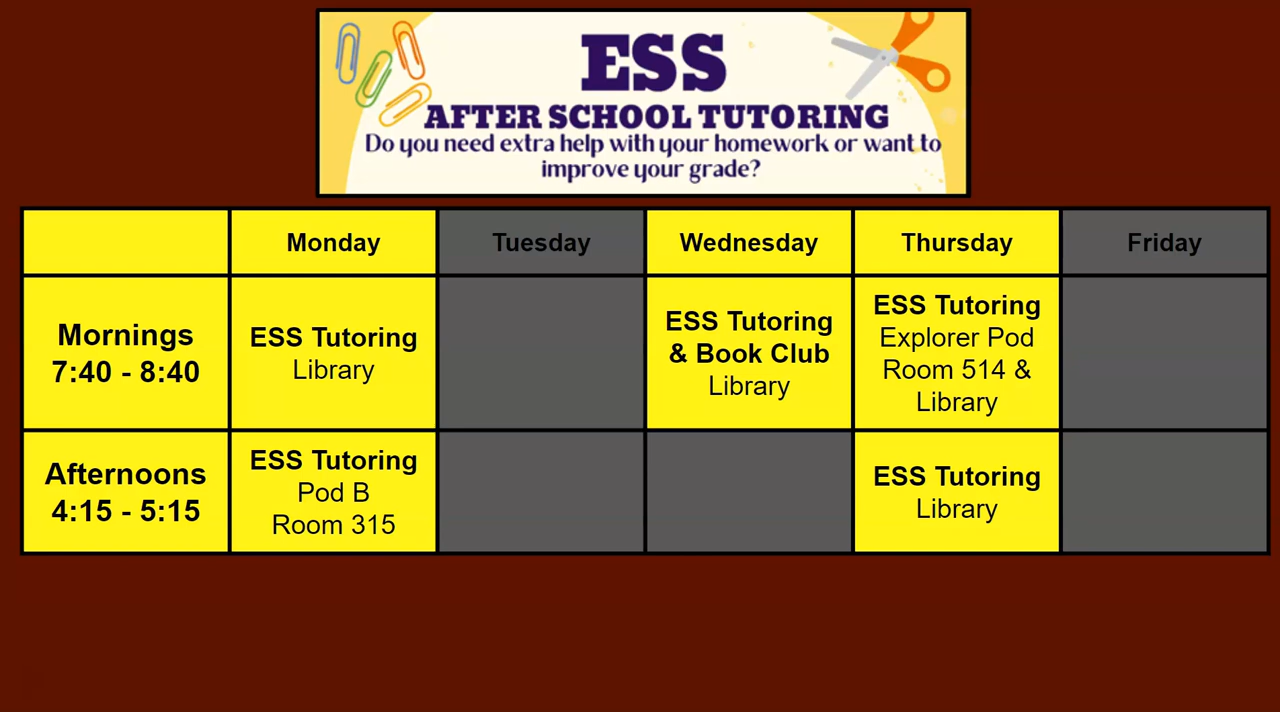 ESS
AFTER SCHOOL TUTORING
Do you need extra help with your homework or want to
improve your grade?
Monday
Tuesday
Wednesday
Thursday
Friday
Mornings
7:40 - 8:40
ESS Tutoring
Library
ESS Tutoring
& Book Club
Library
ESS Tutoring
Explorer Pod
Room 514 &
Library
Afternoons
4:15 - 5:15
ESS Tutoring
Pod B
Room 315
ESS Tutoring
Library